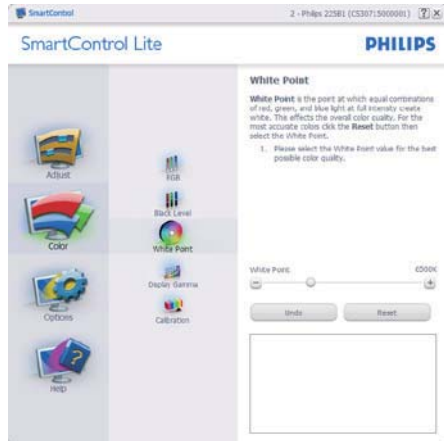 SmartControl
2 - Philips 225B1 (CS30715000001)
SmartControl Lite
PHILIPS
Adjust
Color
Options
Help
RGB
Black Level
White Point
Display Gamma
Calibration
White Point
White Point is the point at which equal combinations
of red, green, and blue light at full intensity create
white. This effects the overall color quality. For the
most accurate colors click the Reset button then
select the White Point.
1. Please select the White Point value for the best
possible color quality.
White Point
6500K
Undo
Reset